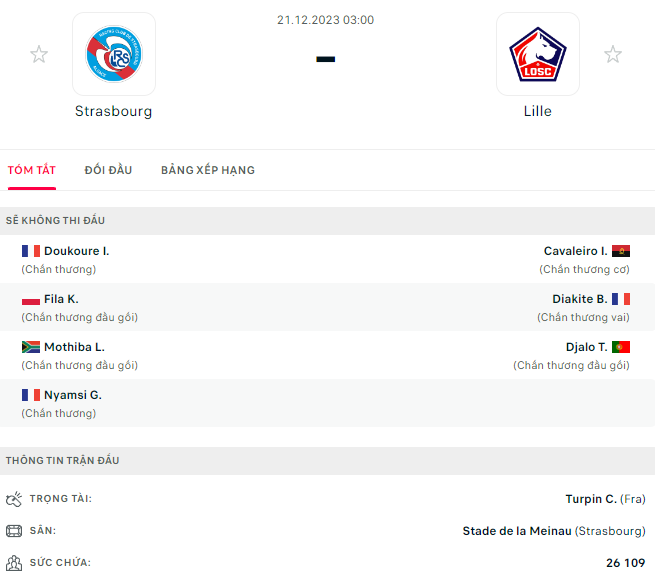 21.12.2023 03:00
-
Strasbourg
LOSC
Lille
TÓM TẮT
ĐỐI ĐẦU
BẢNG XẾP HẠNG
SẼ KHÔNG THI ĐẤU
Doukoure I.
(Chấn thương)
Cavaleiro I.
(Chấn thương cơ)
Fila K.
(Chấn thương đầu gối)
Diakite B.
(Chấn thương vai)
Mothiba L.
(Chấn thương đầu gối)
Djalo T.
(Chấn thương đầu gối)
Nyamsi G.
(Chấn thương)
THÔNG TIN TRẬN ĐẤU
TRỌNG TÀI:
Turpin C. (Fra)
SÂN:
Stade de la Meinau (Strasbourg)
SỨC CHỨA:
26 109